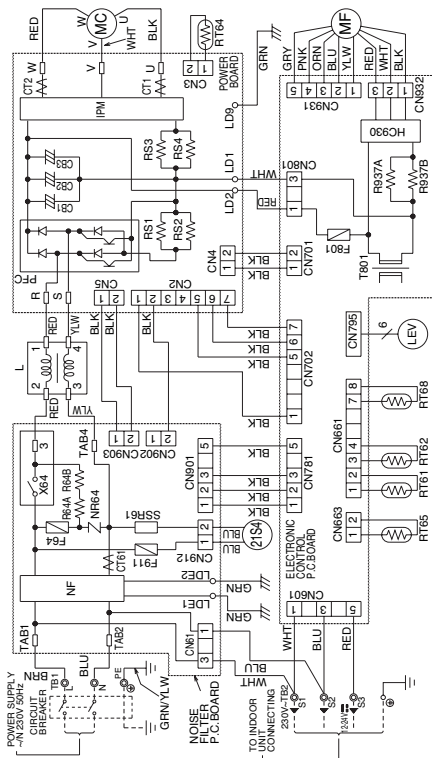 RED
W
MC
U
BLK
V
WHT
CT2
W
V
U
CT1
RT64
1
2
CN3
POWER
BOARD
IPM
LD9
GRN
CB3
CB2
CB1
RS3
RS4
RS1
RS2
LD1
LD2
WHT
RED
PFC
CN4
1
2
BLK
BLK
1
2
CN701
R
S
RED
YLW
BLK
CN5
2
1
BLK
BLK
CN2
1
2
3
4
5
6
7
L
1
4
2
3
RED
YLW
BLK
BLK
BLK
BLK
7
6
5
1
CN702
MF
GRY
PNK
ORN
BLU
YLW
RED
WHT
BLK
5
4
3
2
1
CN931
4
3
2
1
CN932
HC930
R937A
R937B
CN801
3
1
F801
T801
CN795
6
LEV
X64
3
TAB4
R64A
R64B
F64
NR64
CT61
SSR61
F911
2
1
CN903
2
1
CN902
CN901
5
3
2
1
BLK
BLK
BLK
BLK
5
3
2
1
CN781
2
1
CN912
BLU
BLU
21S4
NF
LDE2
LDE1
GRN
GRN
ELECTRONIC
CONTROL
P.C.BOARD
CN661
8
7
4
3
2
1
RT68
RT62
RT61
CN663
2
1
RT65
TAB1
TAB2
CN61
1
3
BRN
BLU
TB1
L
N
PE
GRN/YLW
POWER SUPPLY
~/N 230V 50Hz
CIRCUIT
BREAKER
NOISE
FILTER
P.C.BOARD
BLU
WHT
CN601
1
3
5
WHT
BLU
RED
TO INDOOR
UNIT
CONNECTING
230V~
TB2
S1
S2
12-24V
S3